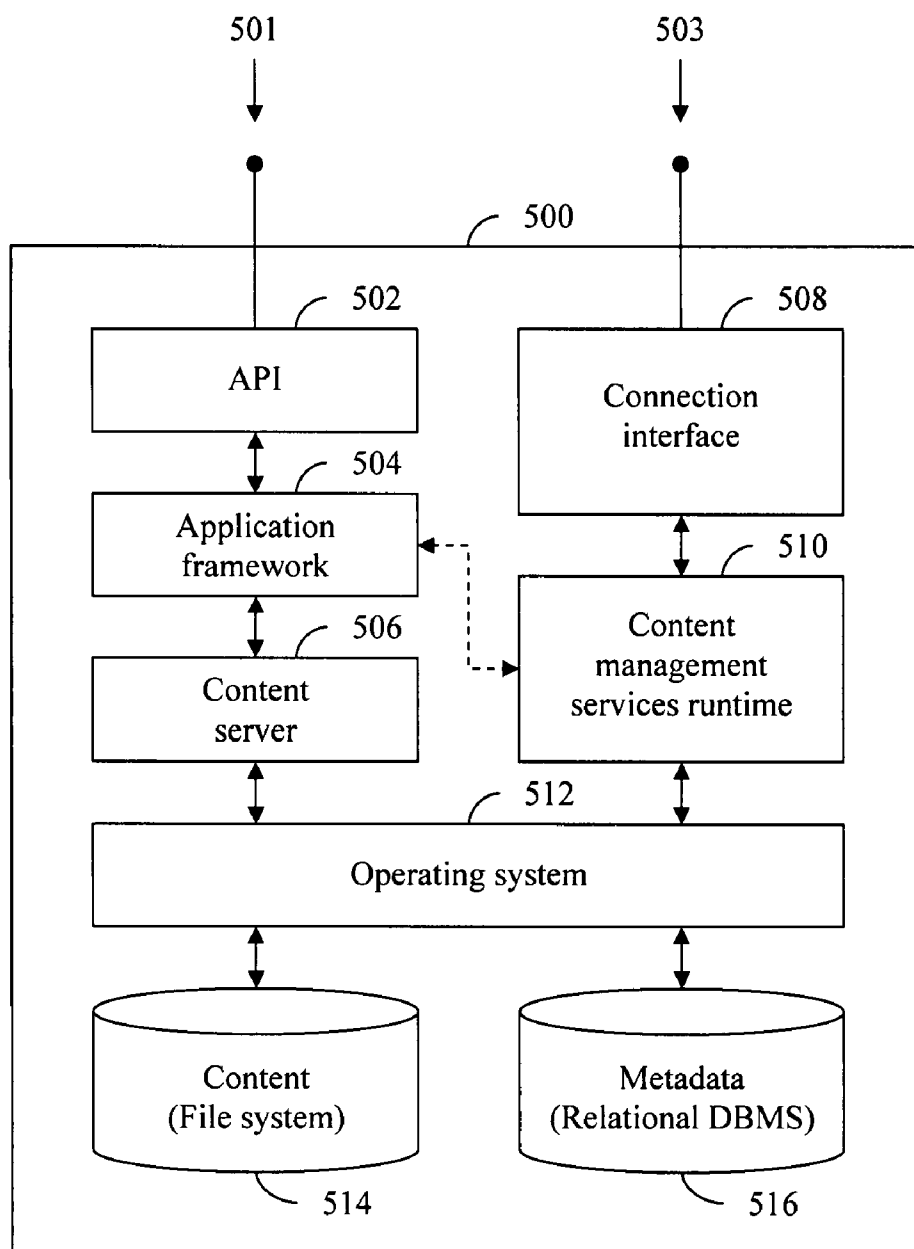 501
503
500
502
508
API
Connection
interface
504
Application
framework
510
506
Content
management
services runtime
Content
server
512
Operating system
Content
(File system)
Metadata
(Relational DBMS)
514
516